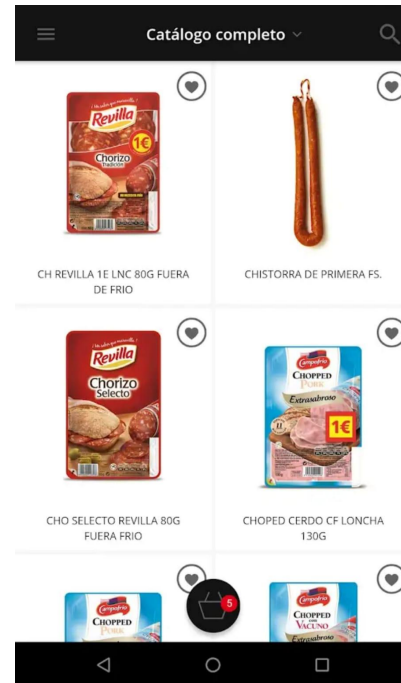 Catálogo completo
Revilla
1€
Chorizo
Tradición
CH REVILLA 1E LNC 80G FUERA
DE FRIO
CHISTORRA DE PRIMERA FS.
Revilla
Chorizo
Selecto
CHO SELECTO REVILLA 80G
FUERA FRIO
Campofrío
CHOPPED
PORK
Extrasabroso
1€
CHOPED CERDO CF LONCHA
130G
Campofrío
CHOPPED
PORK
5
Campofrío
CHOPPED
VACUNO
Extrasabroso